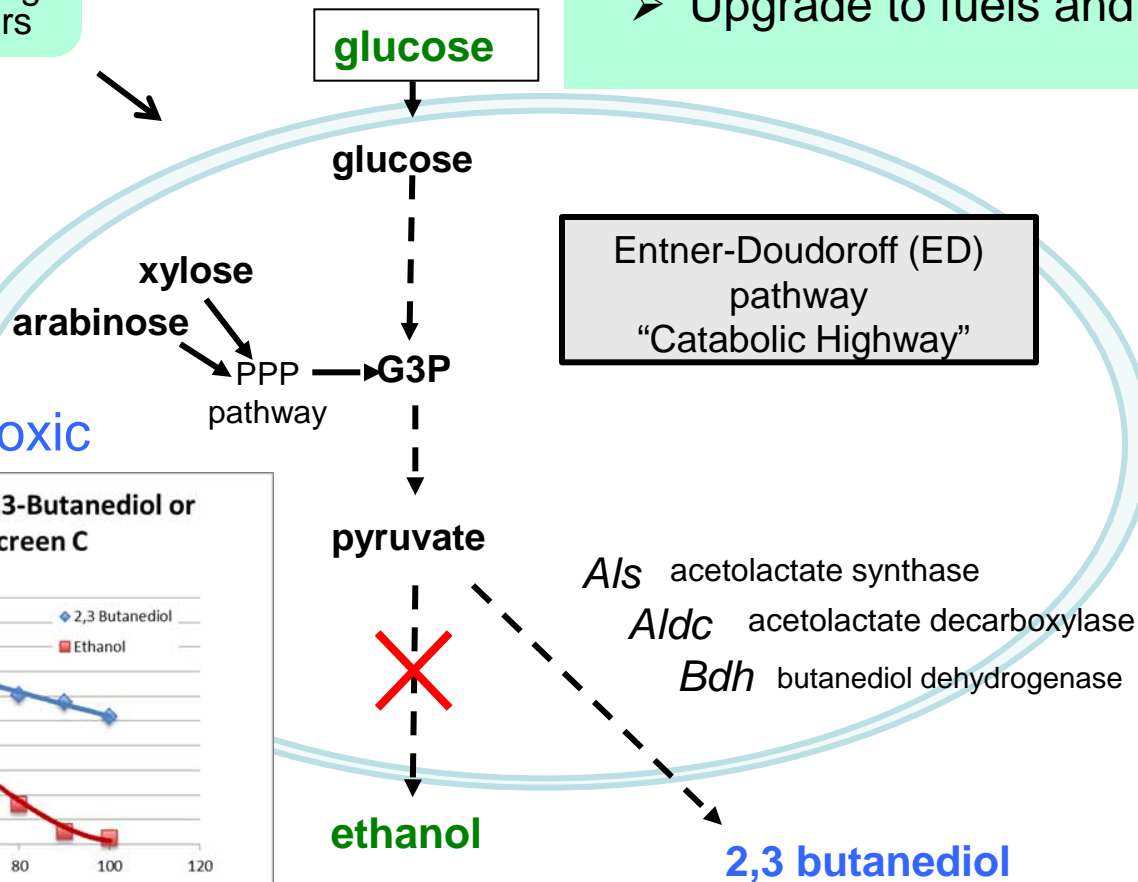 rs
Upgrade to fuels and
glucose
glucose
Entner-Doudoroff (ED)
pathway
“Catabolic Highway”
xylose
arabinose
PPP
pathway
G3P
oxic
3-Butanediol or
creen C
2,3 Butanediol
Ethanol
80 100 120
pyruvate
Als acetolactate synthase
Aldc acetolactate decarboxylase
Bdh butanediol dehydrogenase
ethanol
2,3 butanediol